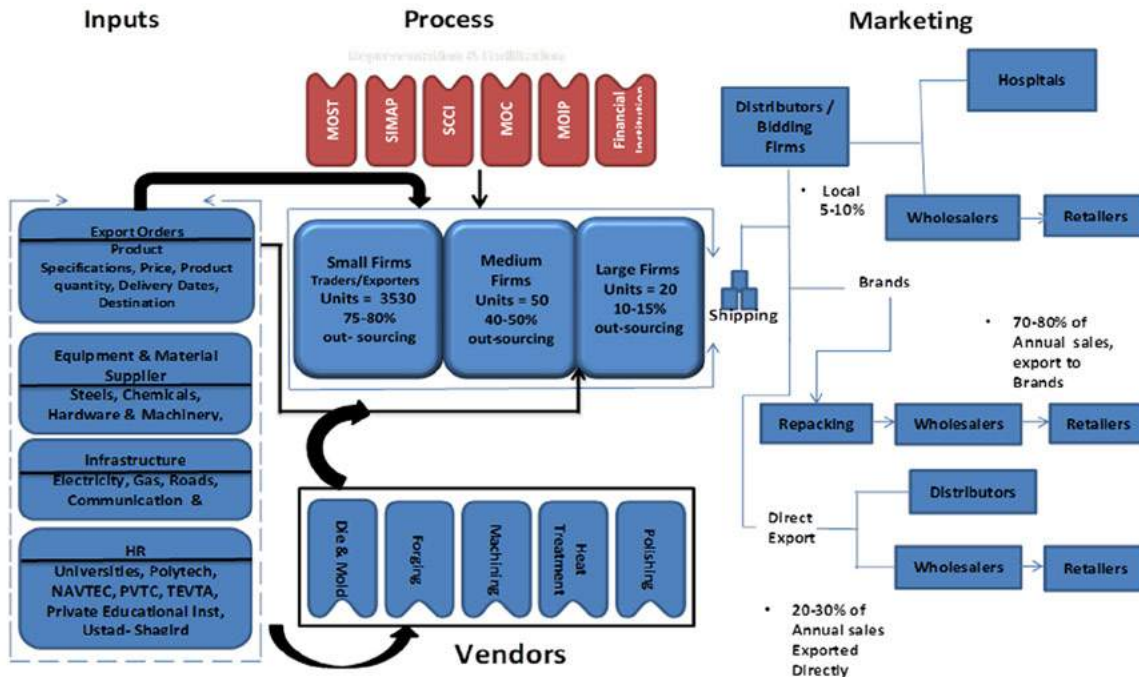 Inputs
Process
Marketing
MOST
SIMAP
SCCI
MOC
MOIP
Financial
Institution
Export Orders
Product
Specifications, Price, Product
quantity, Delivery Dates,
Destination
Equipment & Material
Supplier
Steels, Chemicals,
Hardware & Machinery,
Infrastructure
Electricity, Gas, Roads,
Communication &
HR
Universities, Polytech,
NAVTEC, PVTC, TEVTA,
Private Educational Inst,
Ustad- Shagird
Small Firms
Traders/Exporters
Units = 3530
75-80%
out- sourcing
Medium
Firms
Units = 50
40-50%
out-sourcing
Large Firms
Units = 20
10-15%
out-sourcing
Die & Mold
Forging
Machining
Heat
Treatment
Polishing
Vendors
Shipping
Distributors /
Bidding
Firms
Hospitals
• Local
5-10%
Wholesalers
Retailers
Brands
• 70-80% of
Annual sales,
export to
Brands
Repacking
Wholesalers
Retailers
Distributors
Direct
Export
Wholesalers
Retailers
• 20-30% of
Annual sales
Exported
Directly